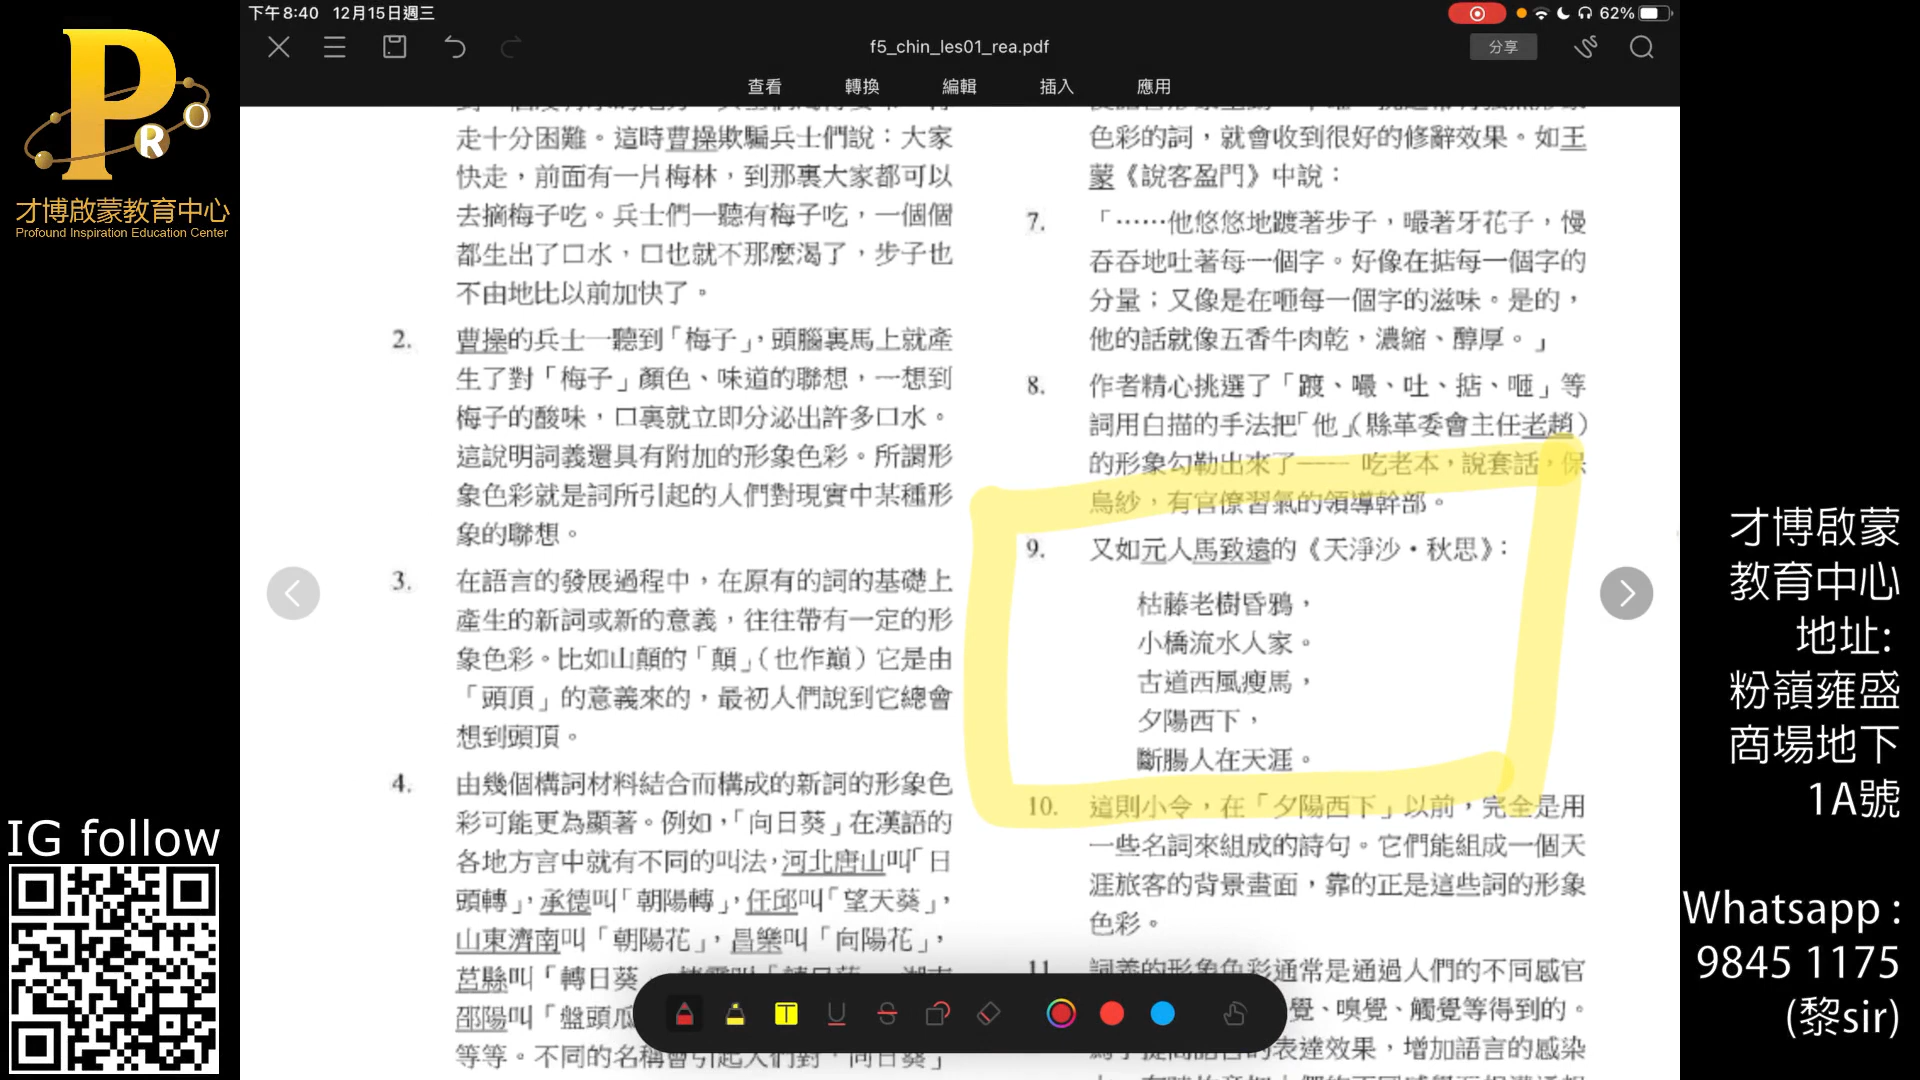 下午8:40 12月15日週三
62%
f5_chin_les01_rea.pdf
分享
查看 轉換 編輯 插入 應用
P R O
才博啟蒙教育中心
Profound Inspiration Education Center
IG follow
走十分困難。這時曹操欺騙兵士們說：大家
快走，前面有一片梅林，到那裏大家都可以
去摘梅子吃。兵士們一聽有梅子吃，一個個
都生出了口水，口也就不那麼渴了，步子也
不由地比以前加快了。
2. 曹操的兵士一聽到「梅子」，頭腦裏馬上就產
生了對「梅子」顏色、味道的聯想，一想到
梅子的酸味，口裏就立即分泌出許多口水。
這說明詞義還具有附加的形象色彩。所謂形
象色彩就是詞所引起的人們對現實中某種形
象的聯想。
3. 在語言的發展過程中，在原有的詞的基礎上
產生的新詞或新的意義，往往帶有一定的形
象色彩。比如山顛的「顛」（也作巔）它是由
「頭頂」的意義來的，最初人們說到它總會
想到頭頂。
4. 由幾個構詞材料結合而構成的新詞的形象色
彩可能更為顯著。例如，「向日葵」在漢語的
各地方言中就有不同的叫法，河北唐山叫「日
頭轉」，承德叫「朝陽轉」，任邱叫「望天葵」，
山東濟南叫「朝陽花」，昌樂叫「向陽花」，
莒縣叫「轉日葵
邵陽叫「盤頭瓜
等等。不同的名稱會引起人們對「向日葵」
色彩的詞，就會收到很好的修辭效果。如王
蒙《說客盈門》中說：
7. 「……他悠悠地踱著步子，嘬著牙花子，慢
吞吞地吐著每一個字。好像在掂每一個字的
分量；又像是在咂每一個字的滋味。是的，
他的話就像五香牛肉乾，濃縮、醇厚。」
8. 作者精心挑選了「踱、嘬、吐、掂、咂」等
詞用白描的手法把「他」（縣革委會主任老趙）
的形象勾勒出來了—— 吃老本，說套話，保
烏紗，有官僚習氣的領導幹部。
9. 又如元人馬致遠的《天淨沙·秋思》：
枯藤老樹昏鴉，
小橋流水人家。
古道西風瘦馬，
夕陽西下，
斷腸人在天涯。
10. 這則小令，在「夕陽西下」以前，完全是用
一些名詞來組成的詩句。它們能組成一個天
涯旅客的背景畫面，靠的正是這些詞的形象
色彩。
11 詞義的形象色彩通常是通過人們的不同感官
覺、嗅覺、觸覺等得到的。
的表達效果，增加語言的感染
才博啟蒙
教育中心
地址:
粉嶺雍盛
商場地下
1A號
Whatsapp :
9845 1175
(黎sir)